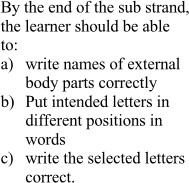 By the end of the sub strand,
the learner should be able
to:
a) write names of external
body parts correctly
b) Put intended letters in
different positions in
words
c) write the selected letters
correct.